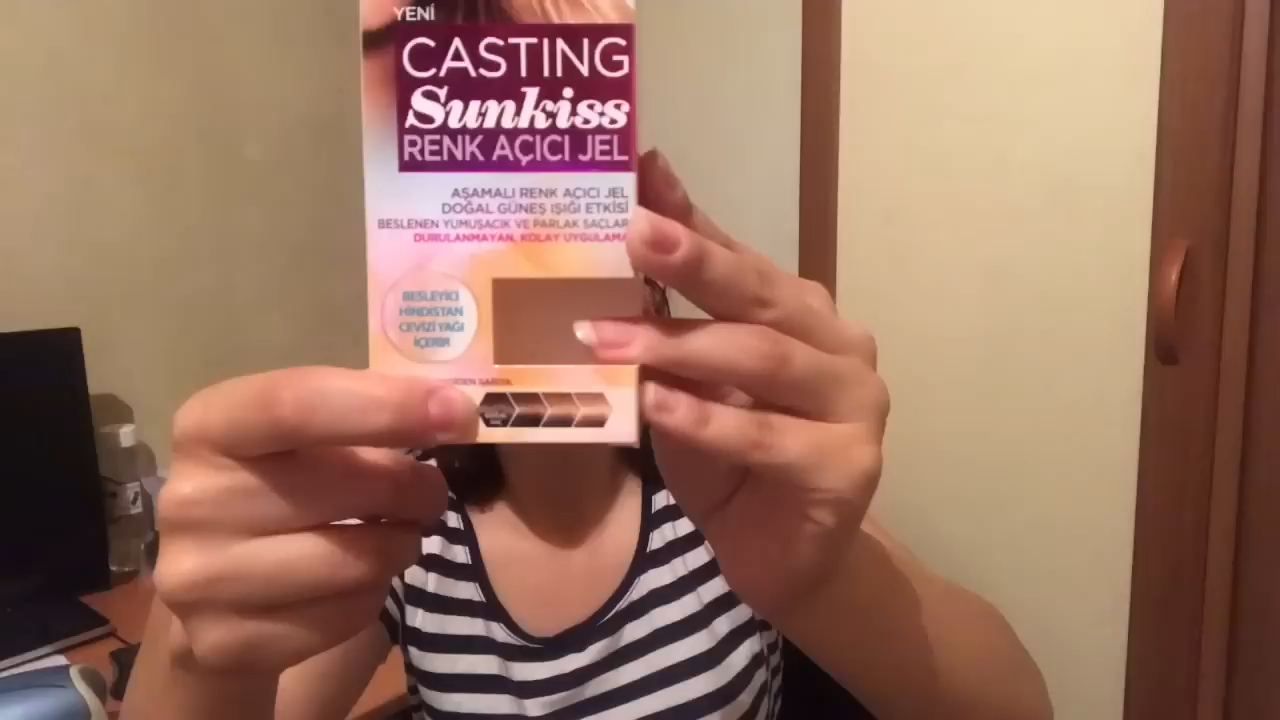 YENİ
CASTING
Sunkiss
RENK AÇICI JEL
AŞAMALI RENK AÇICI JEL
DOĞAL GÜNEŞ IŞIĞI ETKİSİ
BESLENEN YUMUŞACIK VE PARLAK SAÇLAR
DURULANMAYAN, KOLAY UYGULAMA
BESLEYİCİ
HİNDİSTAN
CEVİZİ YAĞI
İÇERİR
SARIYA